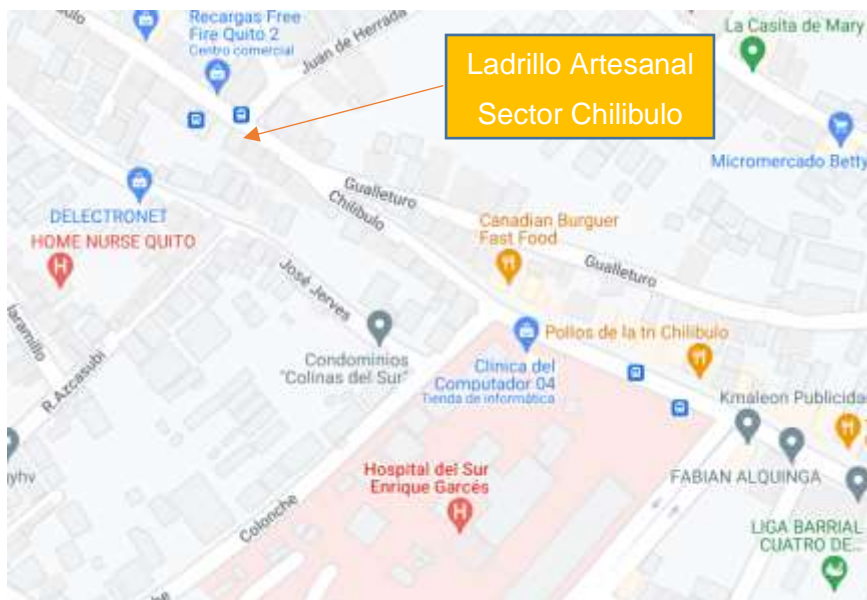 Recargas Free
Fire Quito 2
Centro comercial
Juan de Herrada
La Casita de Mary
Ladrillo Artesanal
Sector Chilibulo
Micromercado Betty
DELECTRONET
HOME NURSE QUITO
Gualleturo
Chilibulo
Canadian Burguer
Fast Food
Gualleturo
José Jerves
R.Azcasubi
Condominios
"Colinas del Sur"
Clinica del
Computador 04
Tienda de informática
Pollos de la tn Chilibulo
Kmaleon Publicida
Hospital del Sur
Enrique Garcés
FABIAN ALQUINGA
Colonche
LIGA BARRIAL
CUATRO DE...